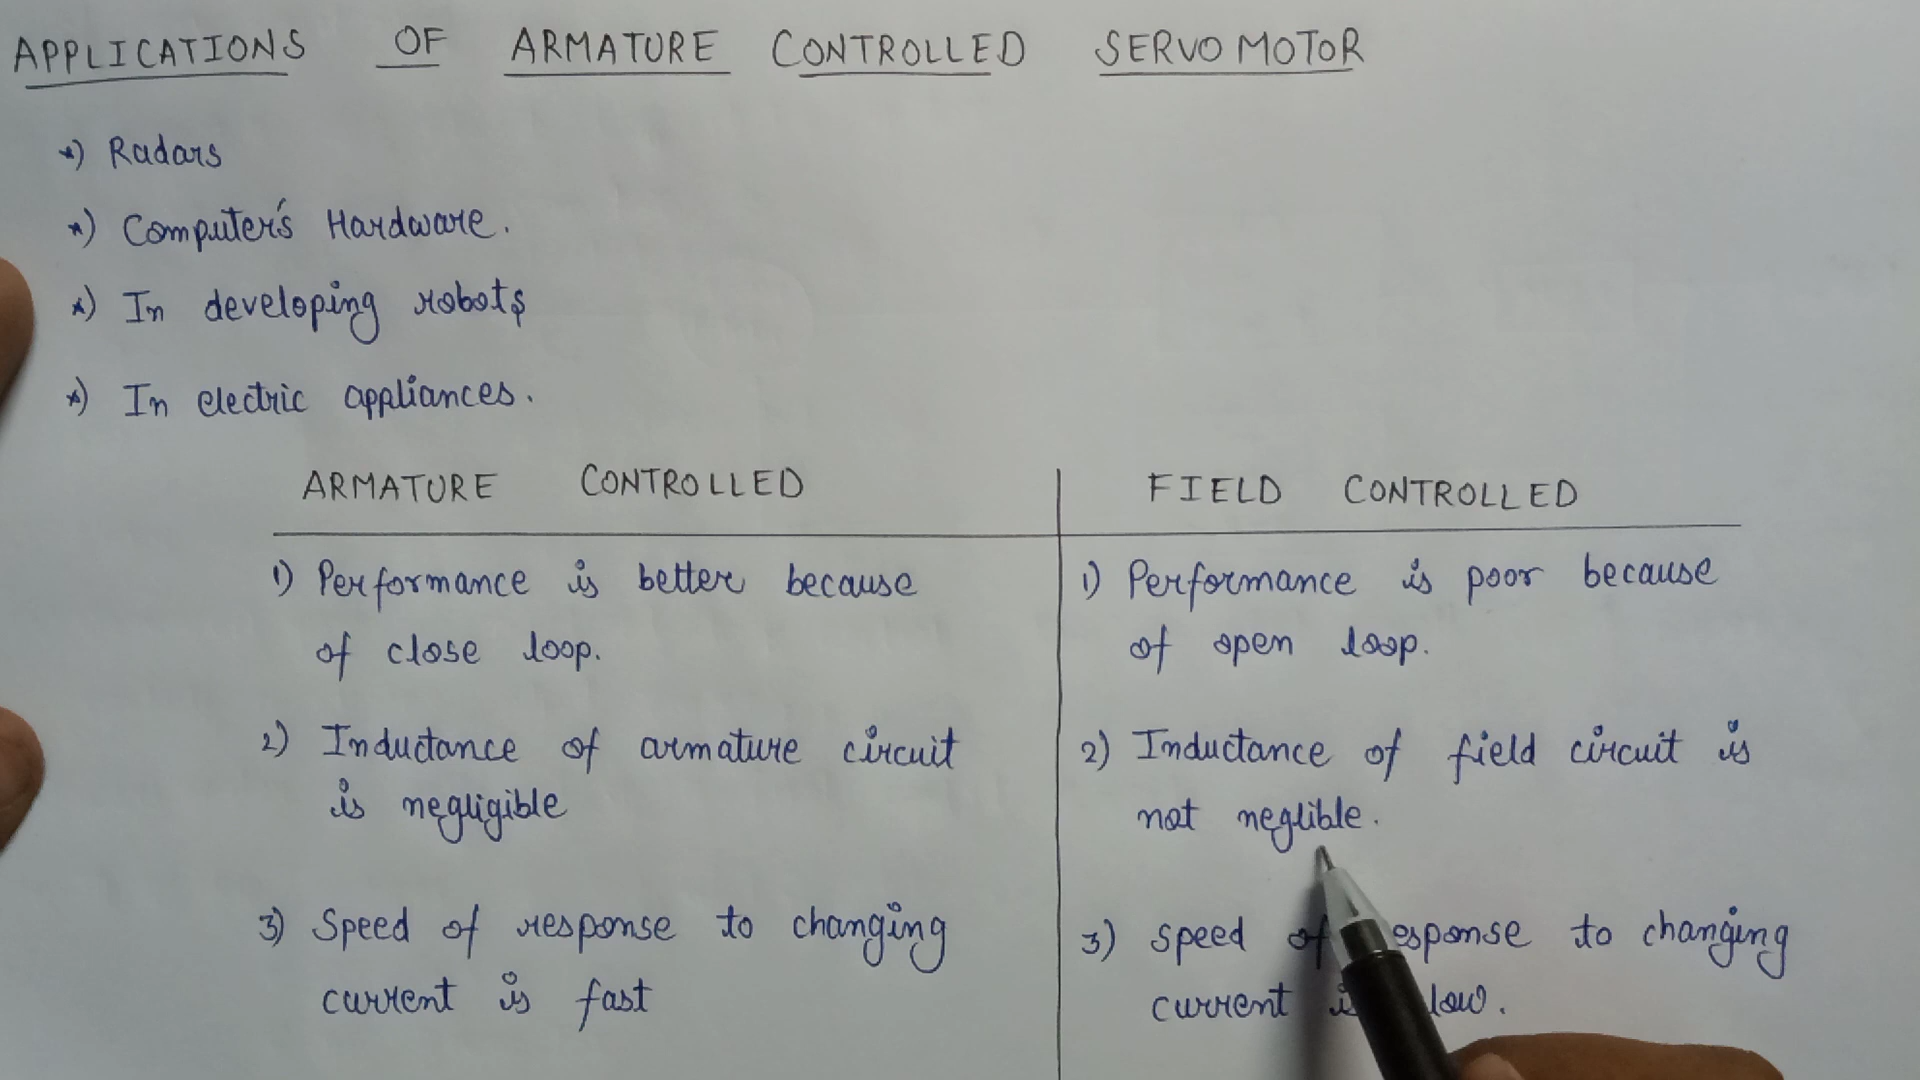 APPLICATIONS OF ARMATURE CONTROLLED SERVO MOTOR
*) Radars
*) Computer's Hardware.
*) In developing robots
*) In electric appliances.
ARMATURE CONTROLLED
1) Performance is better because
of close loop.
2) Inductance of armature circuit
is negligible
3) Speed of response to changing
current is fast
FIELD CONTROLLED
1) Performance is poor because
of open loop.
2) Inductance of field circuit is
not neglible.
3) Speed of to changing
current